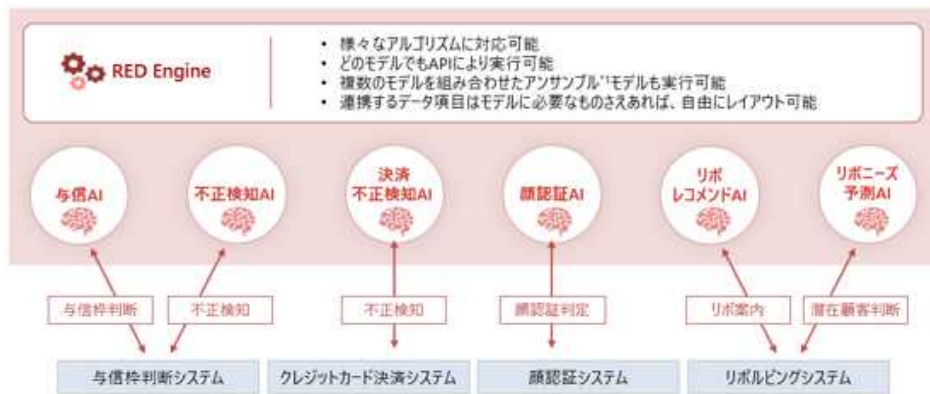 RED Engine
• 様々なアルゴリズムに対応可能
• どのモデルでもAPIにより実行可能
• 複数のモデルを組み合わせたアンサンブル*1モデルも実行可能
• 連携するデータ項目はモデルに必要なものさえあれば、自由にレイアウト可能
与信AI
不正検知AI
決済
不正検知AI
顔認証AI
リボ
レコメンドAI
リボニーズ
予測AI
与信枠判断
不正検知
不正検知
顔認証判定
リボ案内
潜在顧客判断
与信枠判断システム
クレジットカード決済システム
顔認証システム
リボルビングシステム